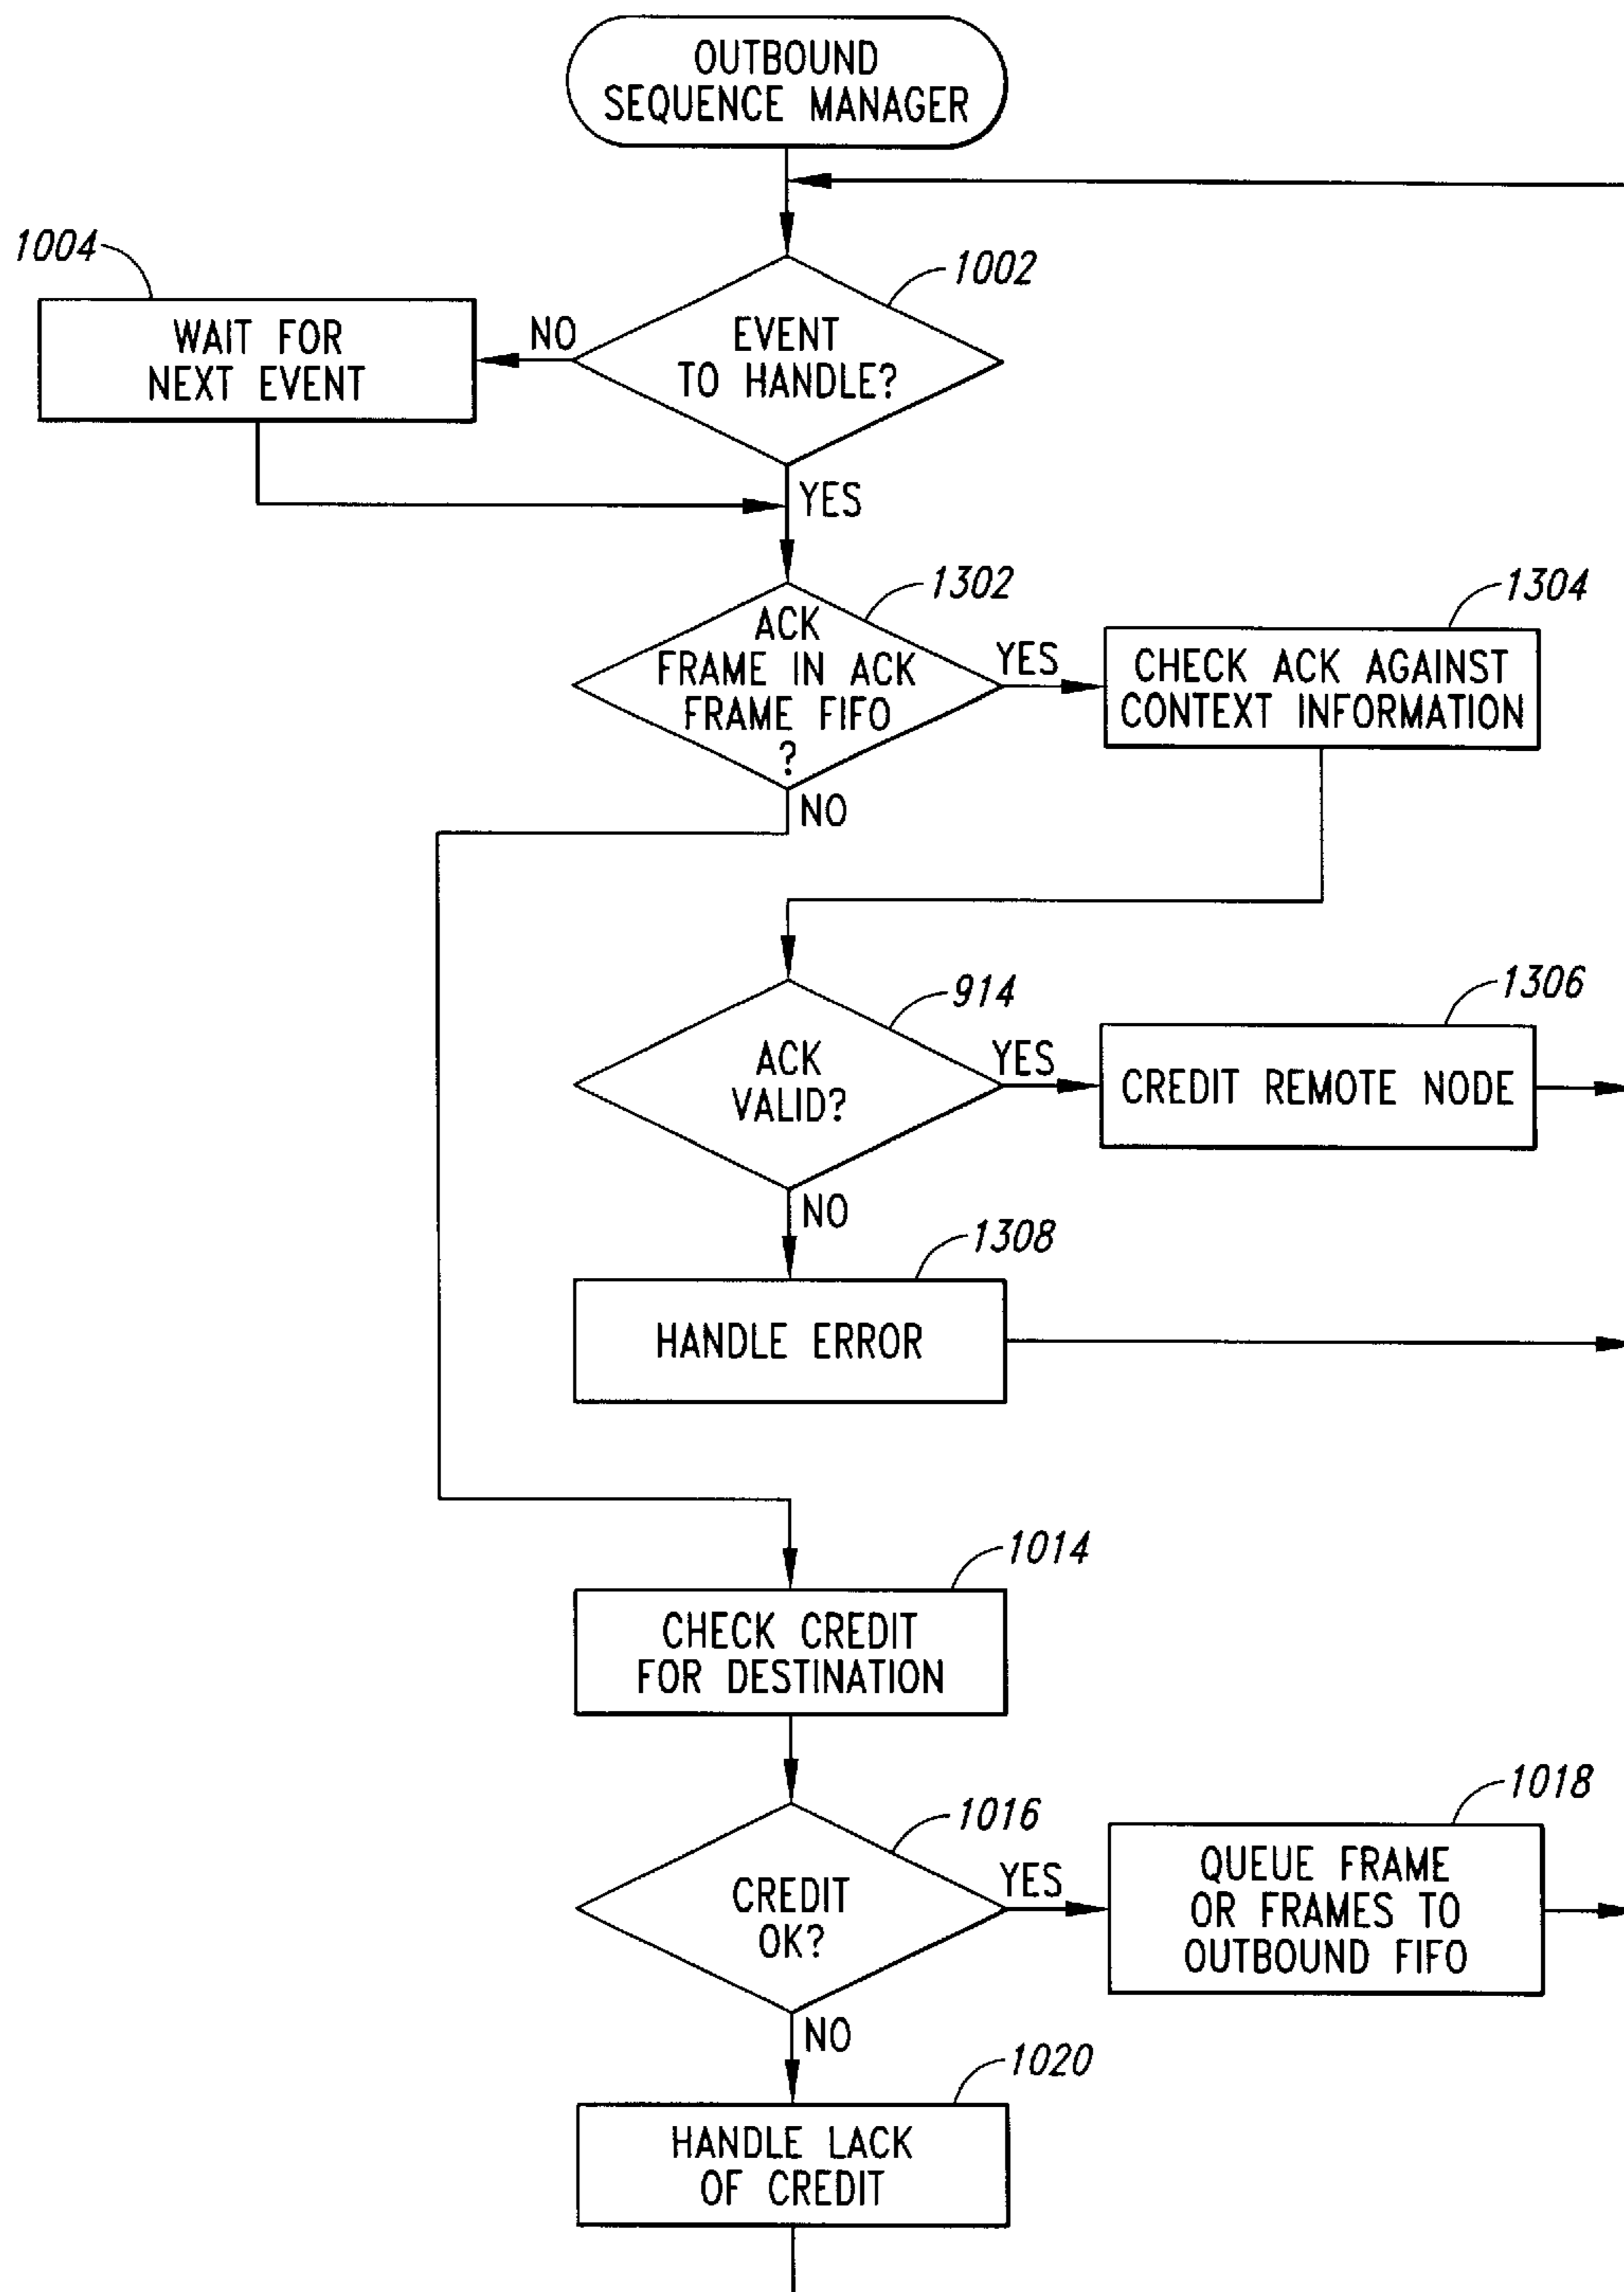 OUTBOUND
SEQUENCE MANAGER
1004
1002
WAIT FOR
NEXT EVENT
NO
EVENT
TO HANDLE?
YES
1302
1304
ACK
FRAME IN ACK
FRAME FIFO
?
YES
CHECK ACK AGAINST
CONTEXT INFORMATION
NO
914
1306
ACK
VALID?
YES
CREDIT REMOTE NODE
NO
1308
HANDLE ERROR
1014
CHECK CREDIT
FOR DESTINATION
1016
1018
CREDIT
OK?
YES
QUEUE FRAME
OR FRAMES TO
OUTBOUND FIFO
NO
1020
HANDLE LACK
OF CREDIT